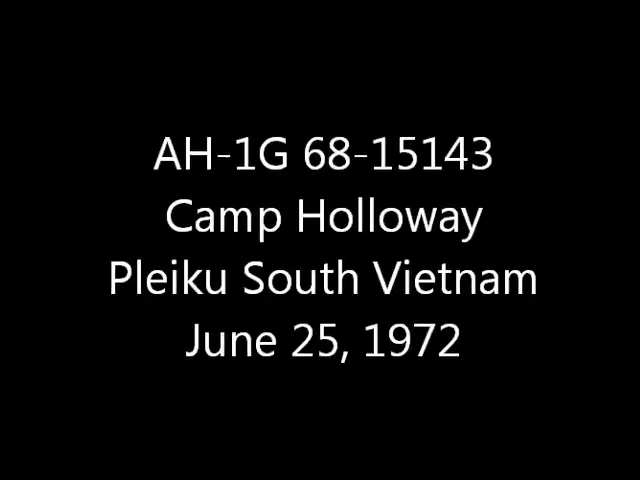 AH-1G 68-15143
Camp Holloway
Pleiku South Vietnam
June 25, 1972